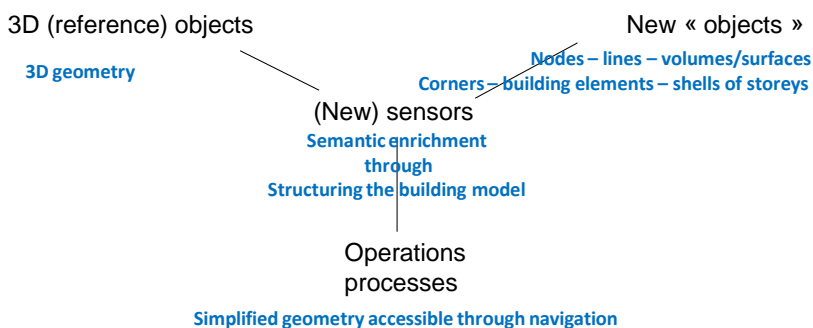 3D (reference) objects
New « objects »
3D geometry
Nodes – lines – volumes/surfaces
Corners – building elements – shells of storeys
(New) sensors
Semantic enrichment
through
Structuring the building model
Operations
processes
Simplified geometry accessible through navigation